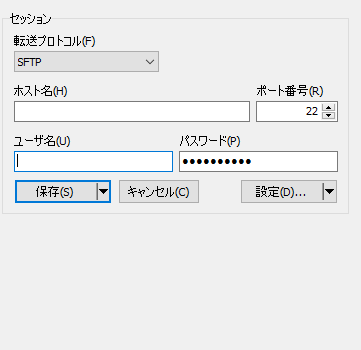 セッション
転送プロトコル(F)
SFTP
ホスト名(H) ポート番号(R)
22
ユーザ名(U) パスワード(P)
●●●●●●●●●●
保存(S) キャンセル(C) 設定(D)...